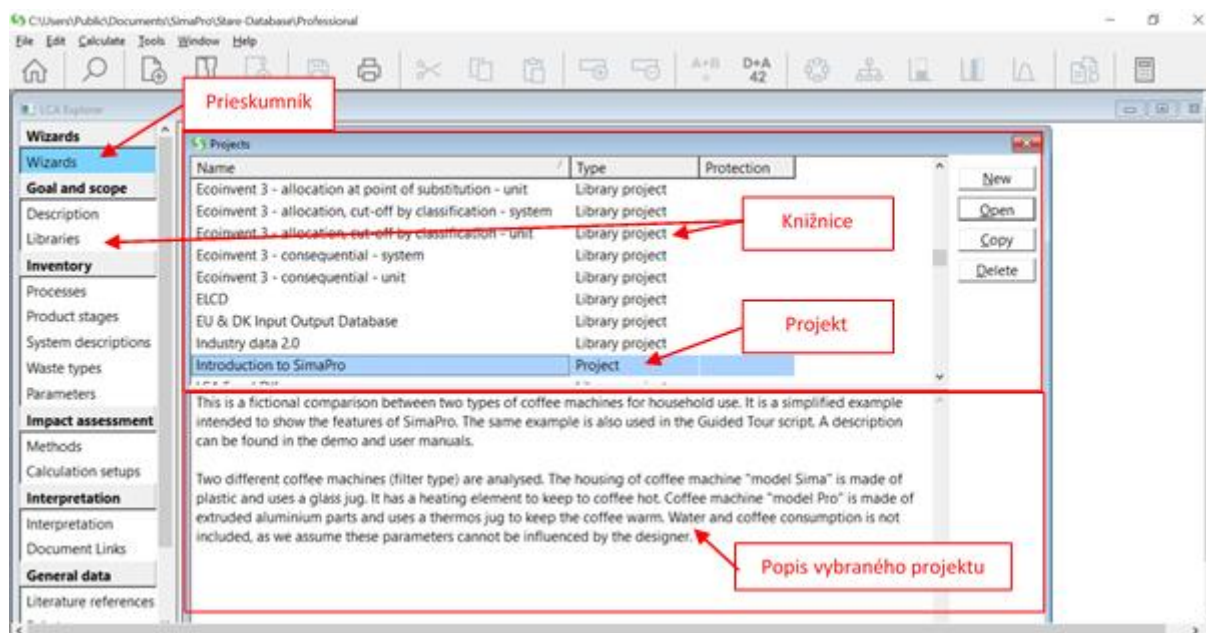 C:\Users\Public\Documents\SimaPro\Stare-Database\Professional
File Edit Calculate Tools Window Help
A+B
D+A
42
Prieskumník
LCA Explorer
Wizards
Wizards
Goal and scope
Description
Libraries
Inventory
Processes
Product stages
System descriptions
Waste types
Parameters
Impact assessment
Methods
Calculation setups
Interpretation
Interpretation
Document Links
General data
Literature references
Projects
Name Type Protection
Ecoinvent 3 - allocation at point of substitution - unit Library project
Ecoinvent 3 - allocation, cut-off by classification - system Library project
Ecoinvent 3 - allocation, cut-off by classification - unit Library project
Ecoinvent 3 - consequential - system Library project
Ecoinvent 3 - consequential - unit Library project
ELCD Library project
EU & DK Input Output Database Library project
Industry data 2.0 Library project
Introduction to SimaPro Project
New
Open
Copy
Delete
Knižnice
Projekt
This is a fictional comparison between two types of coffee machines for household use. It is a simplified example
intended to show the features of SimaPro. The same example is also used in the Guided Tour script. A description
can be found in the demo and user manuals.
Two different coffee machines (filter type) are analysed. The housing of coffee machine "model Sima" is made of
plastic and uses a glass jug. It has a heating element to keep to coffee hot. Coffee machine "model Pro" is made of
extruded aluminium parts and uses a thermos jug to keep the coffee warm. Water and coffee consumption is not
included, as we assume these parameters cannot be influenced by the designer.
Popis vybraného projektu